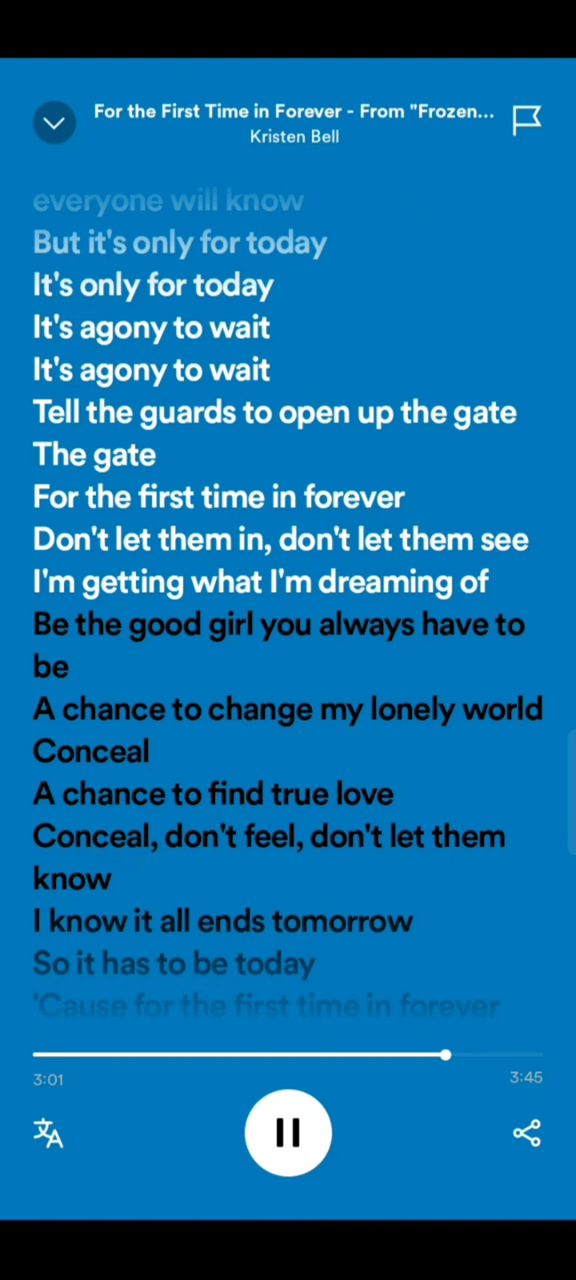 For the First Time in Forever - From "Frozen...
Kristen Bell
everyone will know
But it's only for today
It's only for today
It's agony to wait
It's agony to wait
Tell the guards to open up the gate
The gate
For the first time in forever
Don't let them in, don't let them see
I'm getting what I'm dreaming of
Be the good girl you always have to
be
A chance to change my lonely world
Conceal
A chance to find true love
Conceal, don't feel, don't let them
know
I know it all ends tomorrow
So it has to be today
'Cause for the first time in forever
3:01
3:45